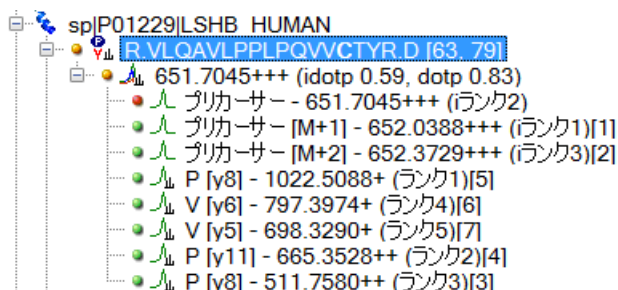 sp|P01229|LSHB_HUMAN
R.VLQAVLPPLPQVVCTYR.D [63, 79]
651.7045+++ (idotp 0.59, dotp 0.83)
プリカーサー - 651.7045+++ (iランク2)
プリカーサー [M+1] - 652.0388+++ (iランク1)[1]
プリカーサー [M+2] - 652.3729+++ (iランク3)[2]
P [y8] - 1022.5088+ (ランク1)[5]
V [y6] - 797.3974+ (ランク4)[6]
V [y5] - 698.3290+ (ランク5)[7]
P [y11] - 665.3528++ (ランク2)[4]
P [y8] - 511.7580++ (ランク3)[3]